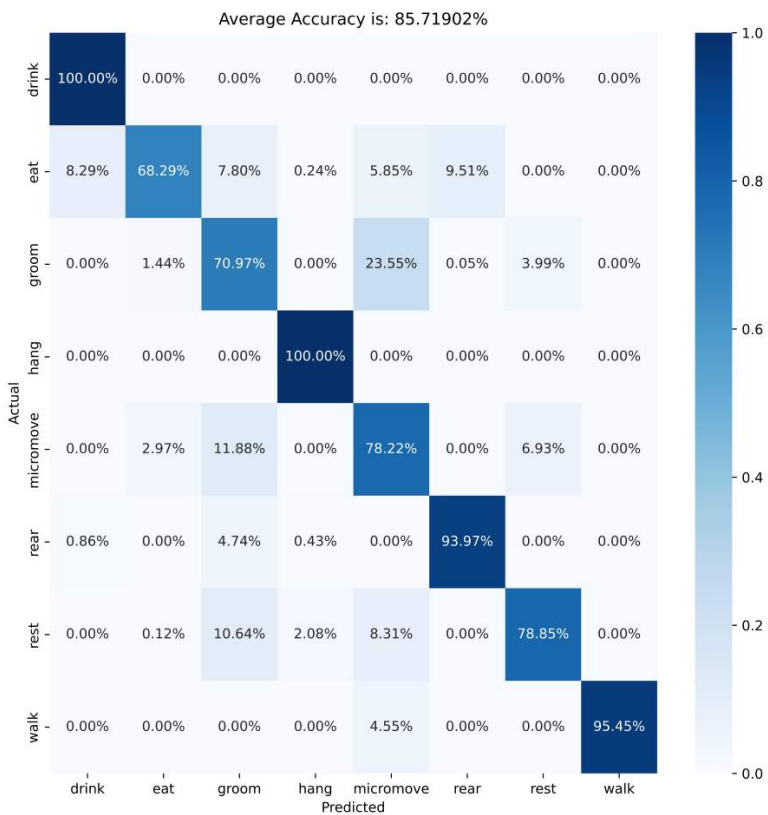 Average Accuracy is: 85.71902%
drink 100.00% 0.00% 0.00% 0.00% 0.00% 0.00% 0.00% 0.00%
eat 8.29% 68.29% 7.80% 0.24% 5.85% 9.51% 0.00% 0.00%
groom 0.00% 1.44% 70.97% 0.00% 23.55% 0.05% 3.99% 0.00%
hang 0.00% 0.00% 0.00% 100.00% 0.00% 0.00% 0.00% 0.00%
Actual
micromove 0.00% 2.97% 11.88% 0.00% 78.22% 0.00% 6.93% 0.00%
rear 0.86% 0.00% 4.74% 0.43% 0.00% 93.97% 0.00% 0.00%
rest 0.00% 0.12% 10.64% 2.08% 8.31% 0.00% 78.85% 0.00%
walk 0.00% 0.00% 0.00% 0.00% 4.55% 0.00% 0.00% 95.45%
drink eat groom hang micromove rear rest walk
Predicted
1.0
0.8
0.6
0.4
0.2
0.0